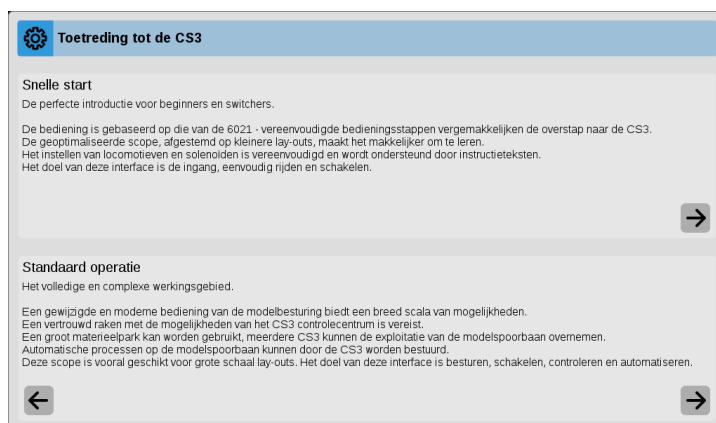 Toetreding tot de CS3
Snelle start
De perfecte introductie voor beginners en switchers.
De bediening is gebaseerd op die van de 6021 - vereenvoudigde bedieningsstappen vergemakkelijken de overstap naar de CS3.
De geoptimaliseerde scope, afgestemd op kleinere lay-outs, maakt het makkelijker om te leren.
Het instellen van locomotieven en solenoïden is vereenvoudigd en wordt ondersteund door instructieteksten.
Het doel van deze interface is de ingang, eenvoudig rijden en schakelen.
Standaard operatie
Het volledige en complexe werkingsgebied.
Een gewijzigde en moderne bediening van de modelbesturing biedt een breed scala van mogelijkheden.
Een vertrouwd raken met de mogelijkheden van het CS3 controlecentrum is vereist.
Een groot materieelpark kan worden gebruikt, meerdere CS3 kunnen de exploitatie van de modelspoorbaan overnemen.
Automatische processen op de modelspoorbaan kunnen door de CS3 worden bestuurd.
Deze scope is vooral geschikt voor grote schaal lay-outs. Het doel van deze interface is besturen, schakelen, controleren en automatiseren.